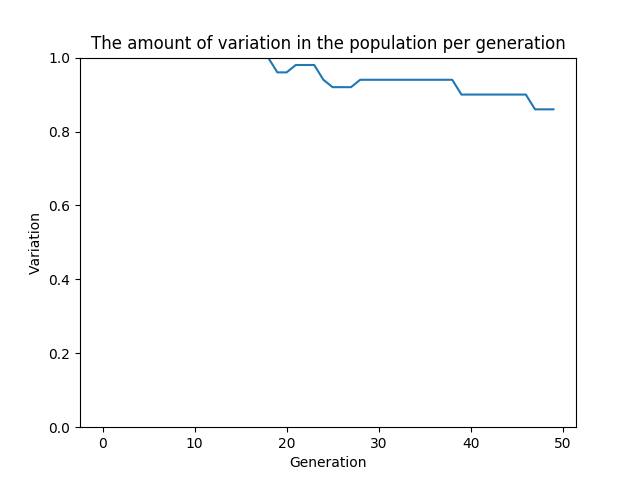 The amount of variation in the population per generation
1.0
0.8
0.6
0.4
0.2
0.0
Variation
0 10 20 30 40 50
Generation